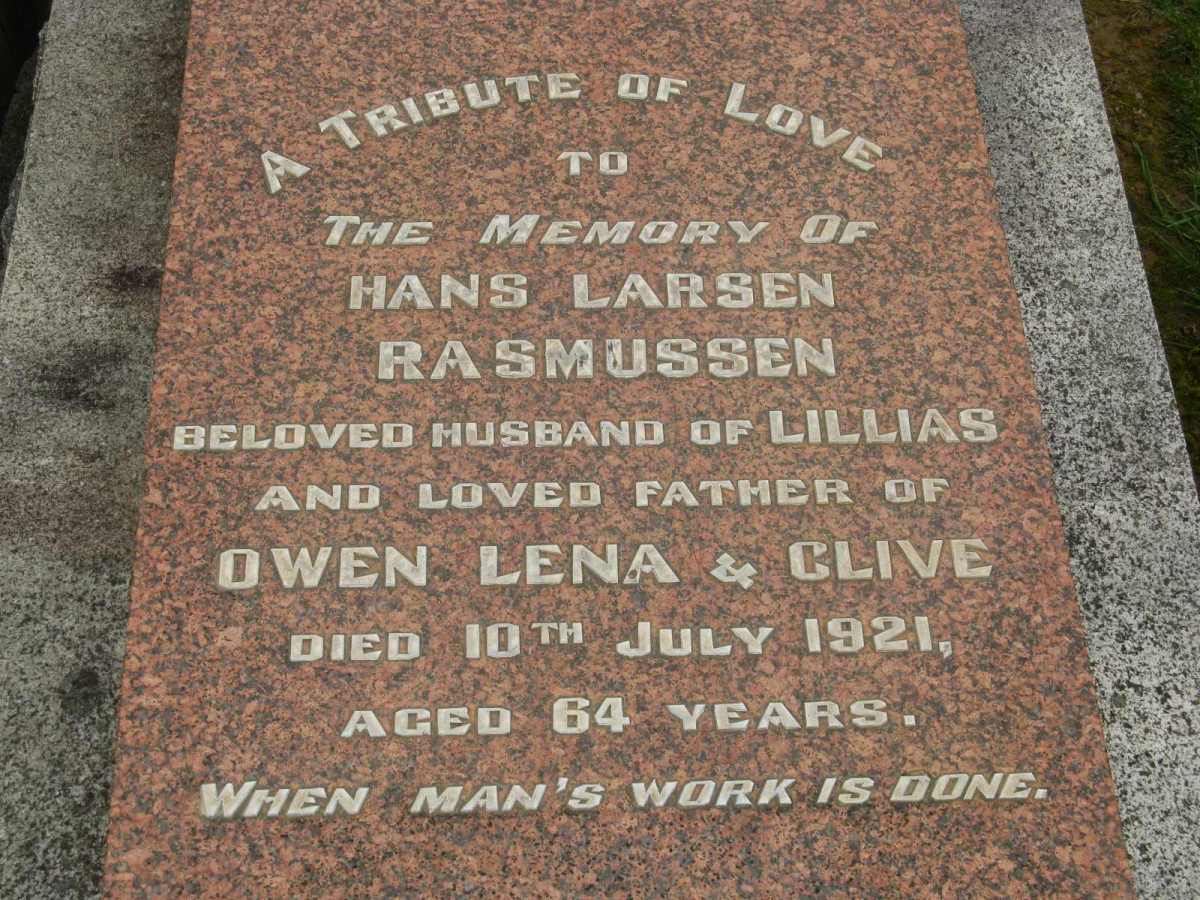 A TRIBUTE OF LOVE
TO
THE MEMORY OF
HANS LARSEN
RASMUSSEN
BELOVED HUSBAND OF LILLIAS
AND LOVED FATHER OF
OWEN LENA & CLIVE
DIED 10TH JULY 1921,
AGED 64 YEARS.
WHEN MAN'S WORK IS DONE.